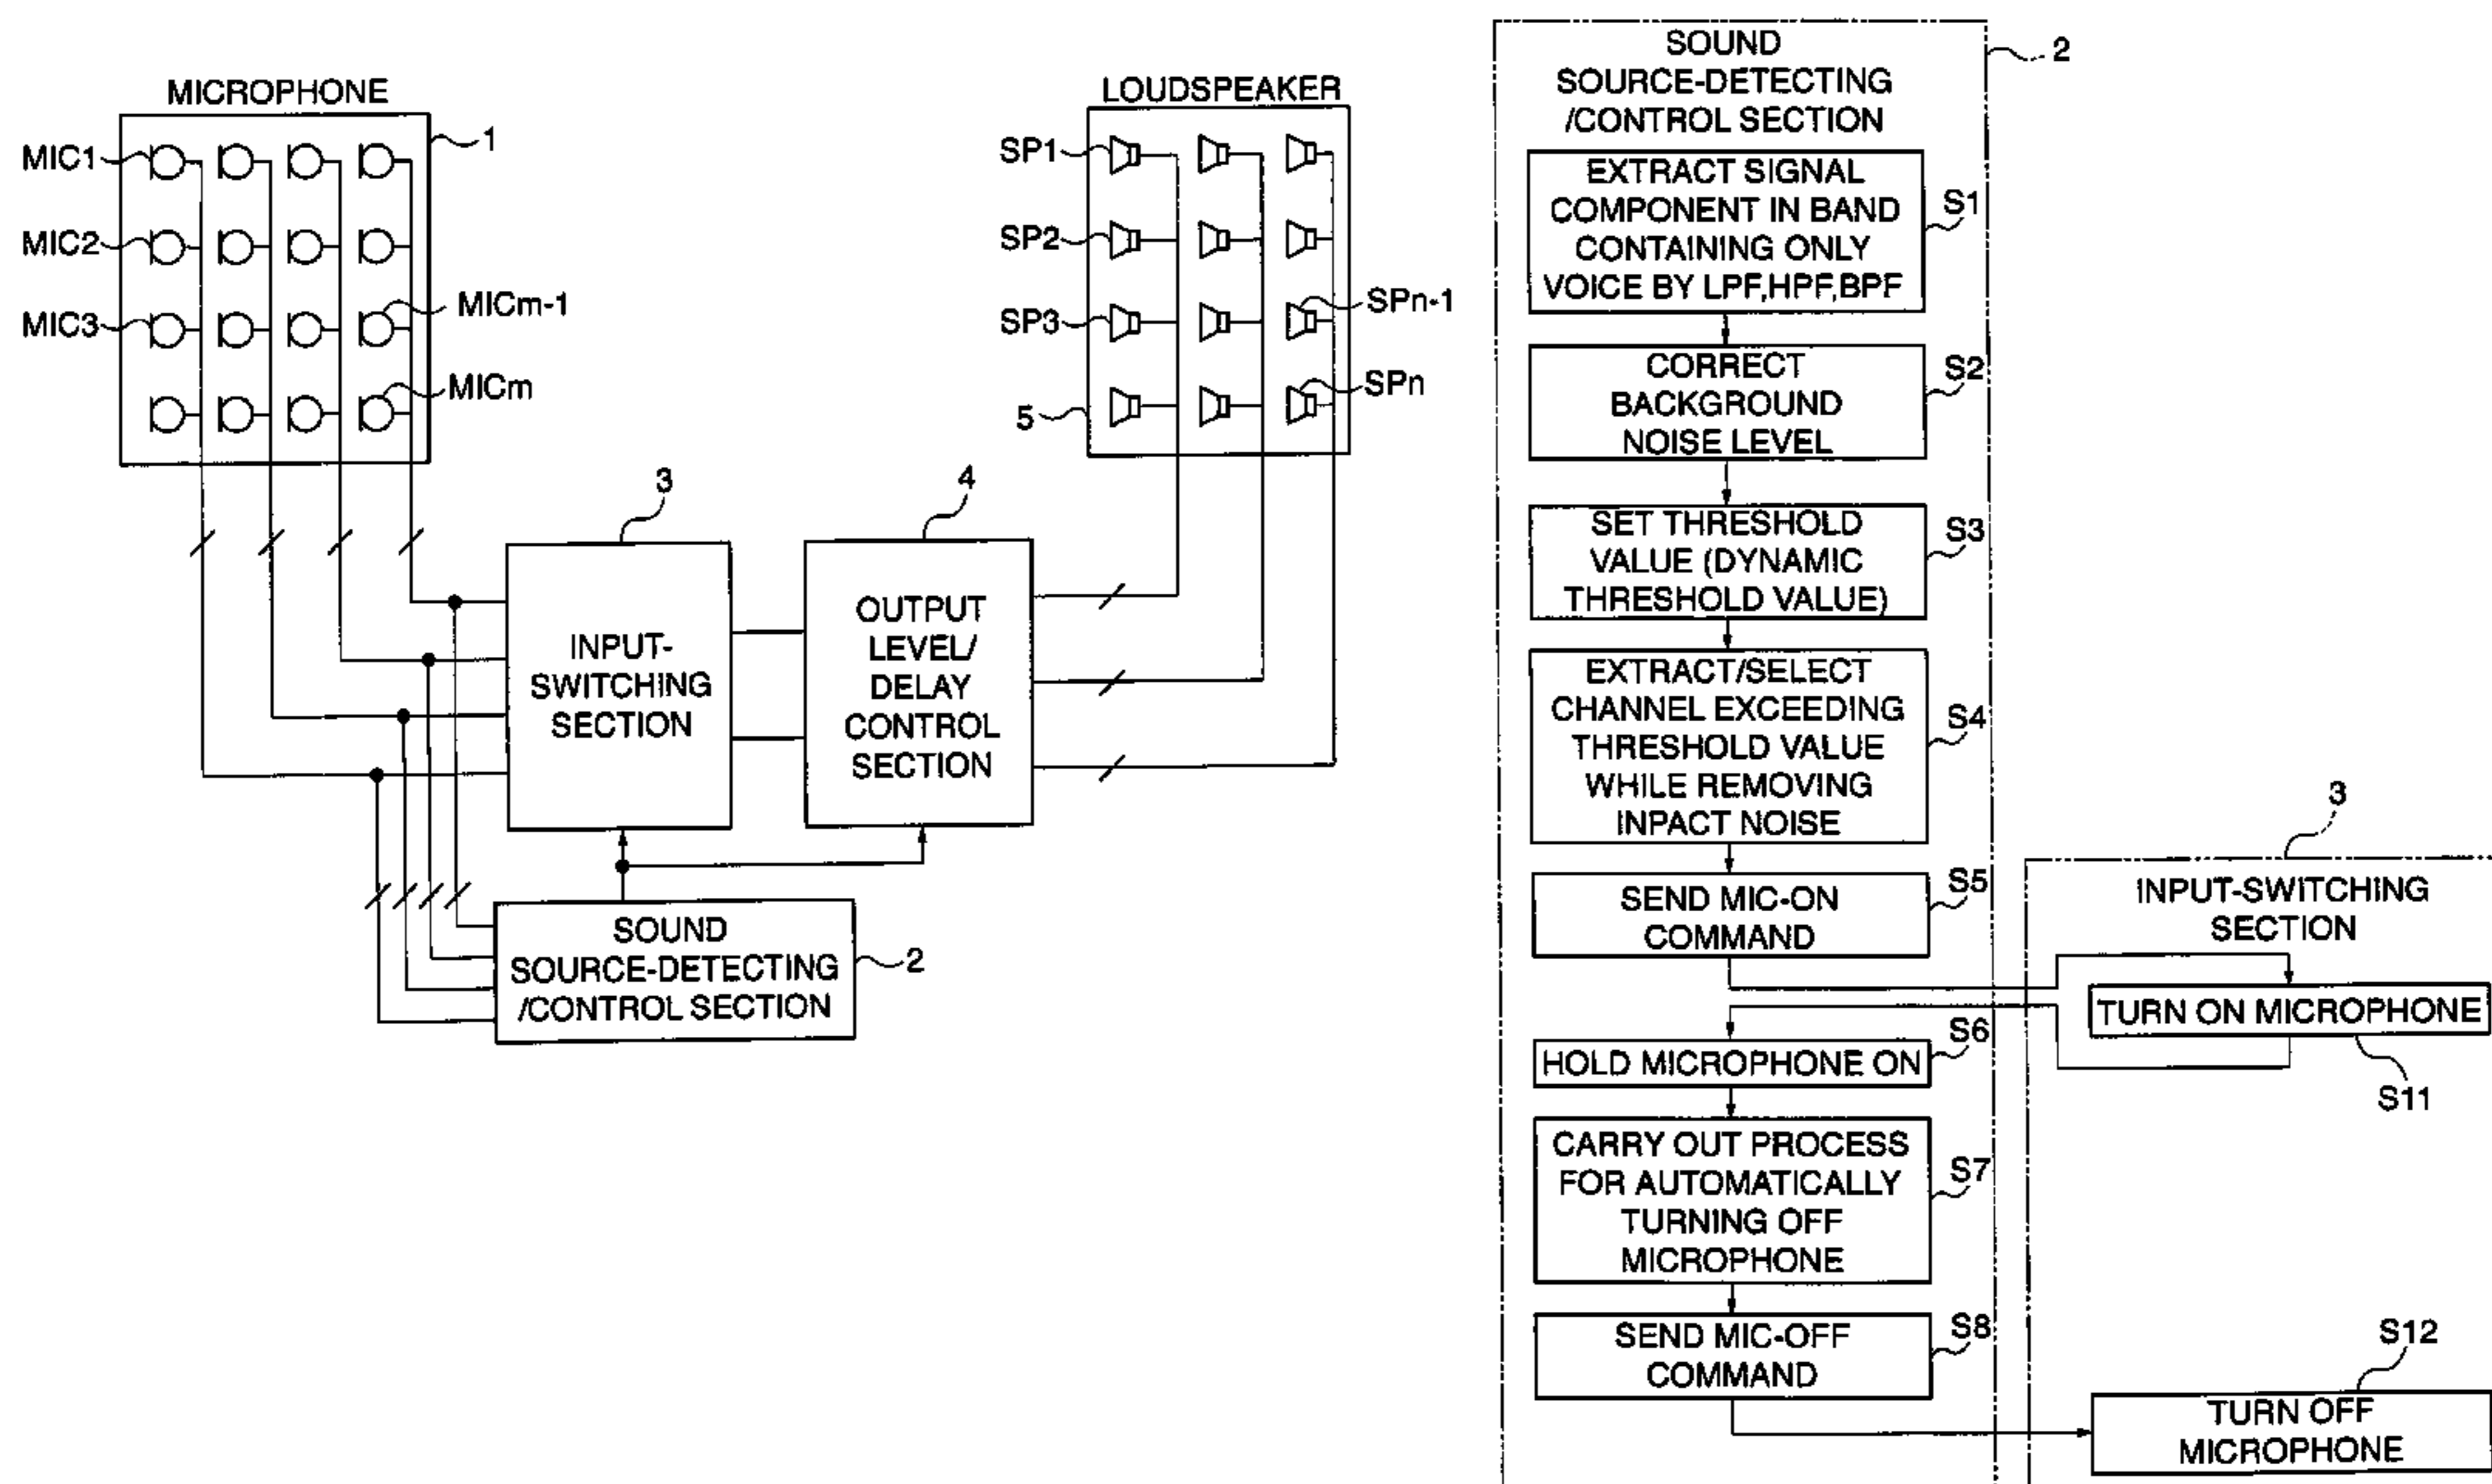 MICROPHONE
1
MIC1
MIC2
MIC3
MICm-1
MICm
LOUDSPEAKER
SP1
SP2
SP3
SPn-1
SPn
5
3
INPUT-
SWITCHING
SECTION
4
OUTPUT
LEVEL/
DELAY
CONTROL
SECTION
SOUND
SOURCE-DETECTING
/CONTROL SECTION
2
SOUND
SOURCE-DETECTING
/CONTROL SECTION
2
EXTRACT SIGNAL
COMPONENT IN BAND
CONTAINING ONLY
VOICE BY LPF,HPF,BPF
S1
CORRECT
BACKGROUND
NOISE LEVEL
S2
SET THRESHOLD
VALUE (DYNAMIC
THRESHOLD VALUE)
S3
EXTRACT/SELECT
CHANNEL EXCEEDING
THRESHOLD VALUE
WHILE REMOVING
INPACT NOISE
S4
SEND MIC-ON
COMMAND
S5
HOLD MICROPHONE ON
S6
CARRY OUT PROCESS
FOR AUTOMATICALLY
TURNING OFF
MICROPHONE
S7
SEND MIC-OFF
COMMAND
S8
3
INPUT-SWITCHING
SECTION
TURN ON MICROPHONE
S11
S12
TURN OFF
MICROPHONE